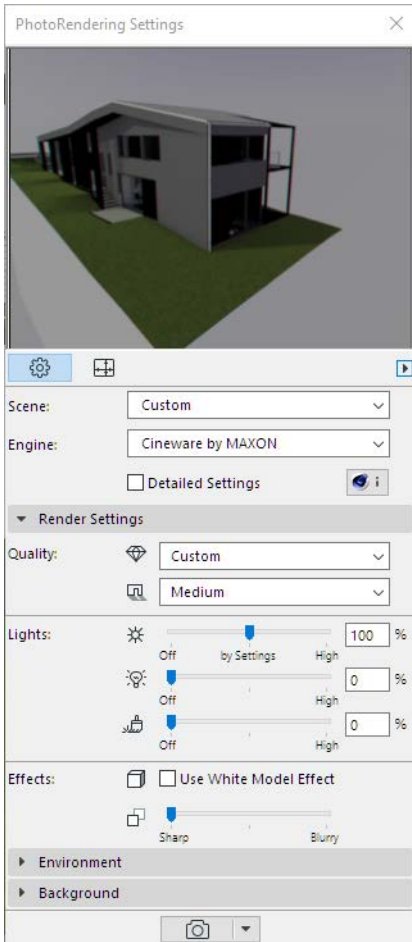 PhotoRendering Settings
Scene: Custom
Engine: Cineware by MAXON
Detailed Settings
i
Render Settings
Quality: Custom
Medium
Lights: 100 %
Off by Settings High
0 %
Off High
0 %
Off High
Effects: Use White Model Effect
Sharp Blurry
Environment
Background